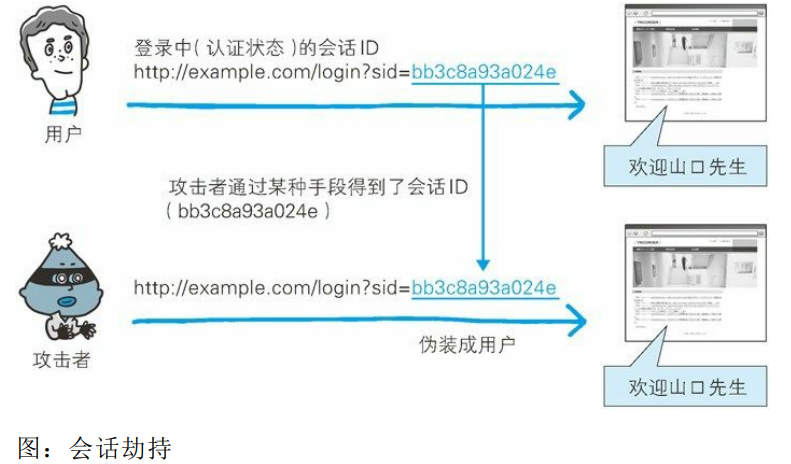 登录中（认证状态）的会话ID
http://example.com/login?sid=bb3c8a93a024e
用户
欢迎山口先生
攻击者通过某种手段得到了会话ID
（bb3c8a93a024e）
http://example.com/login?sid=bb3c8a93a024e
伪装成用户
攻击者
欢迎山口先生
图：会话劫持